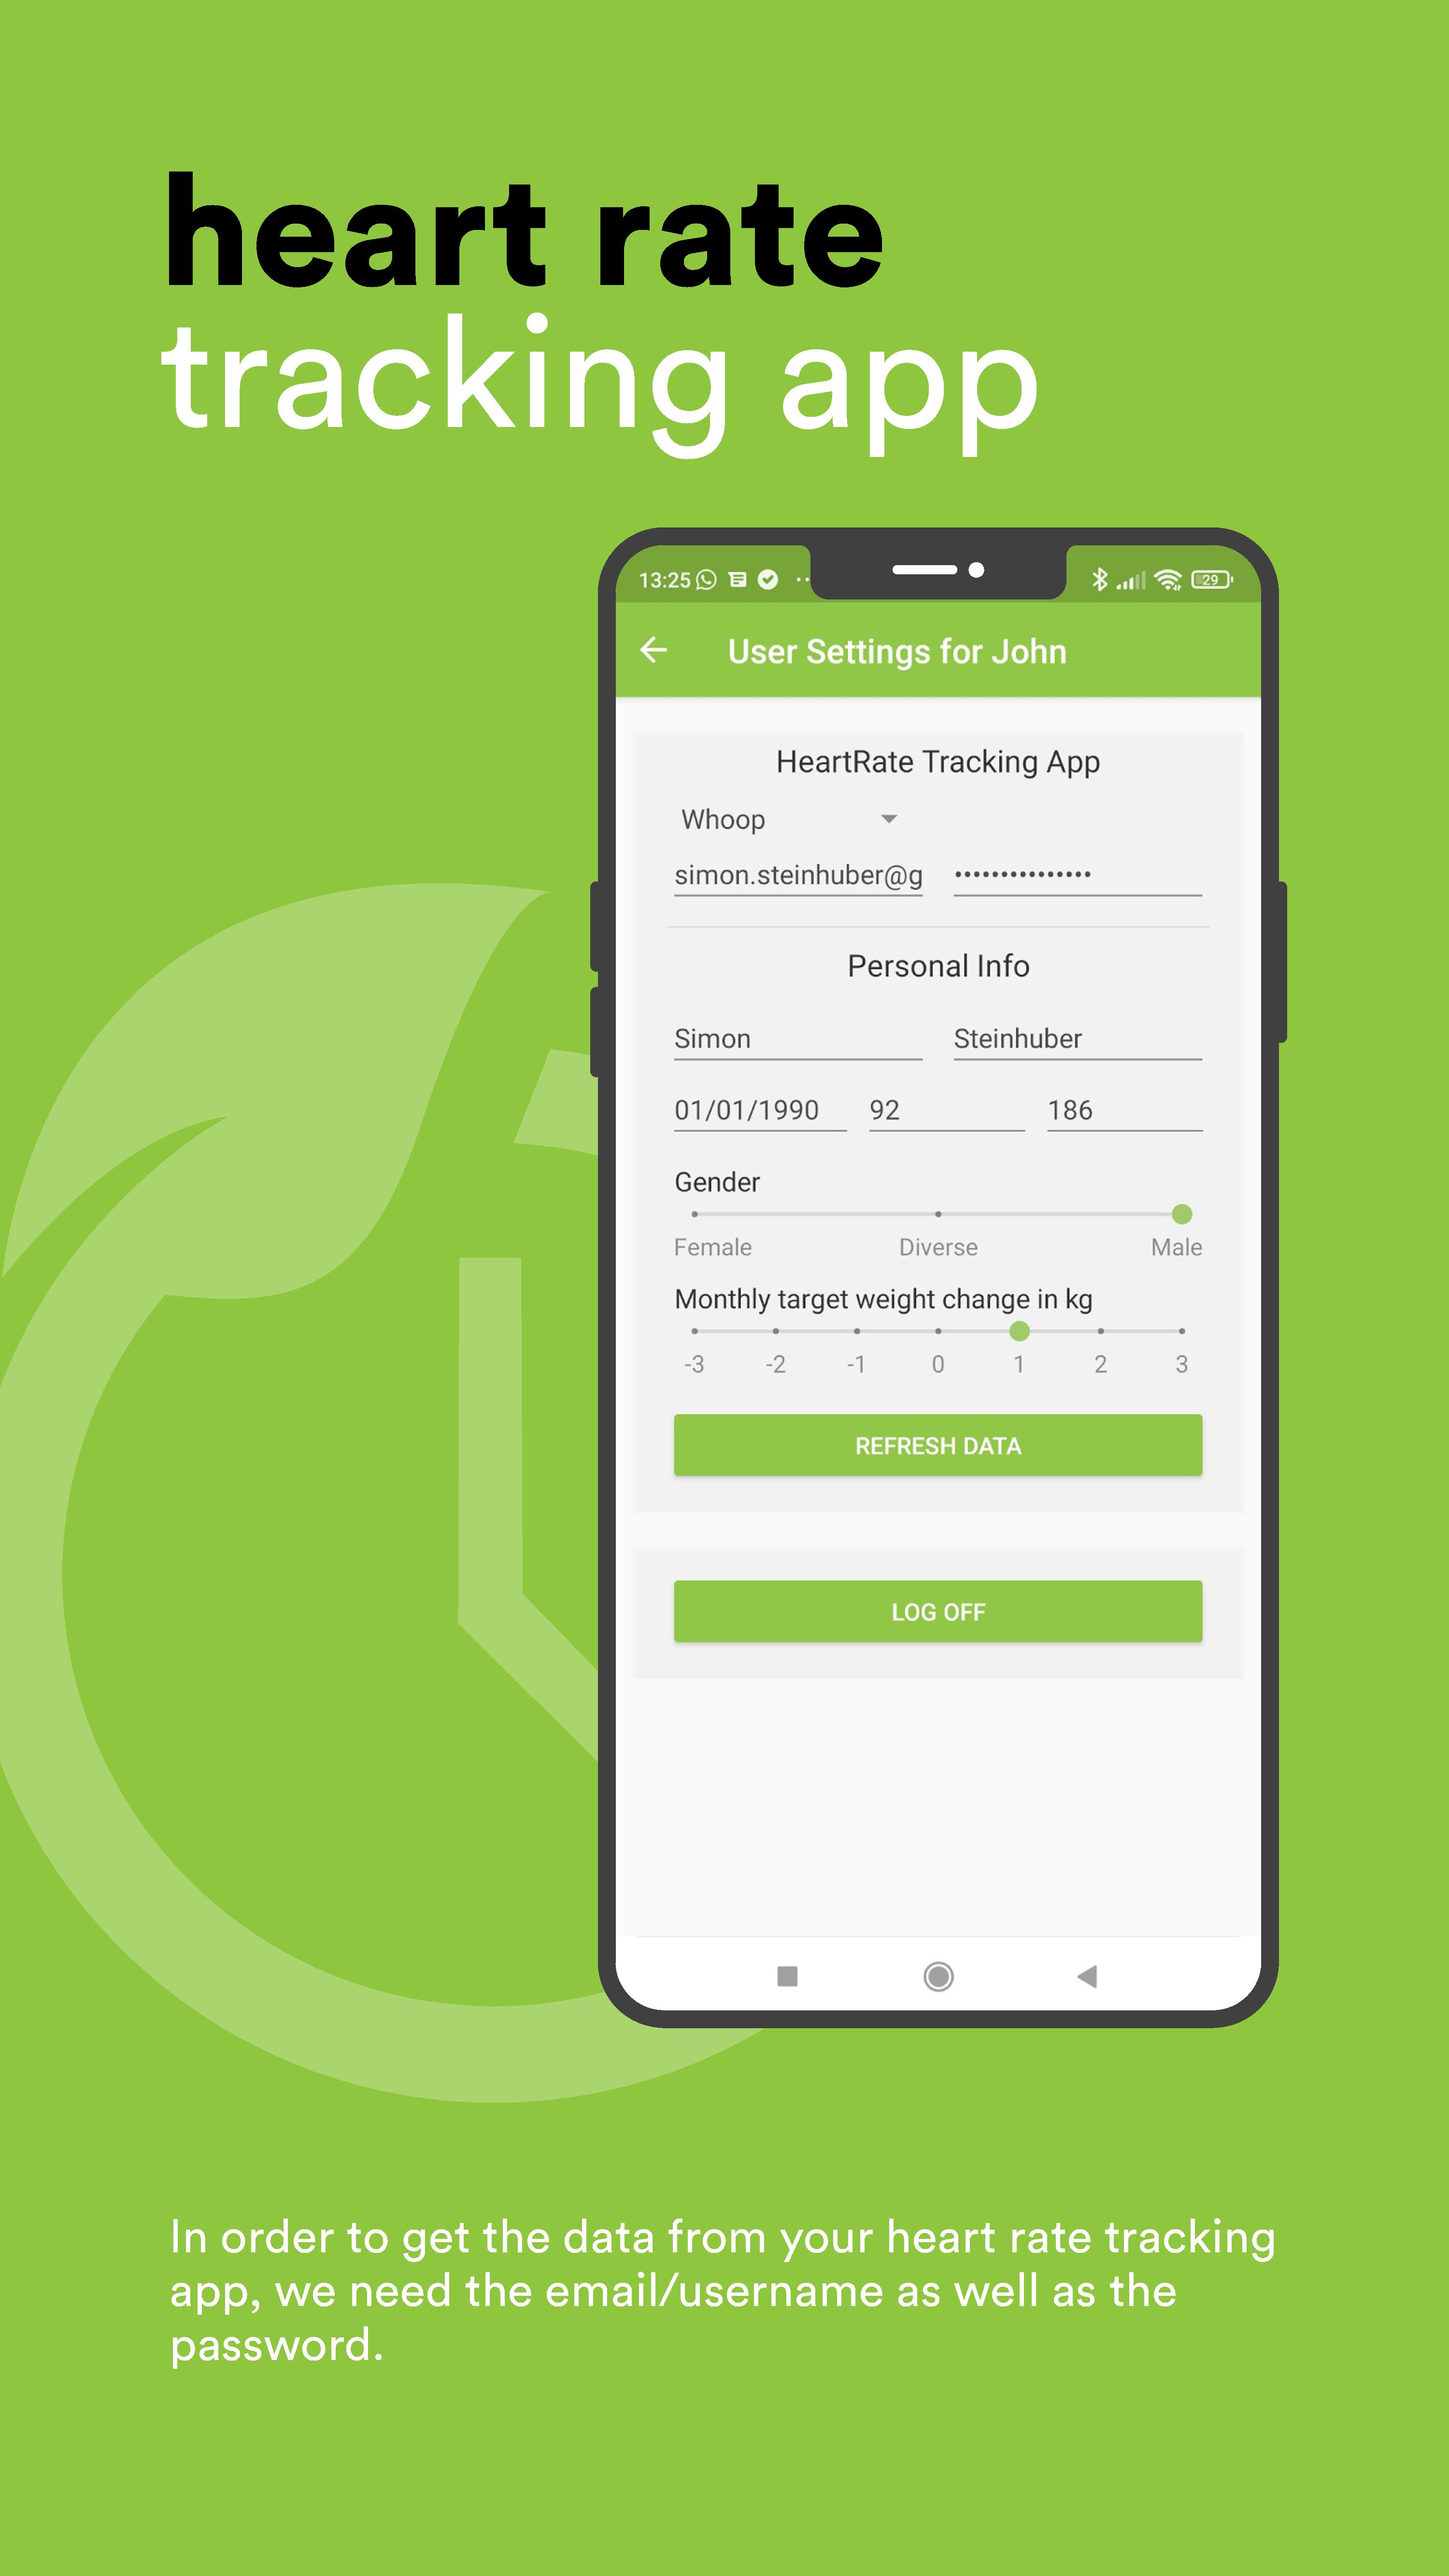 heart rate
tracking app
13:25 29
User Settings for John
HeartRate Tracking App
Whoop
simon.steinhuber@g •••••••••••••••
Personal Info
Simon Steinhuber
01/01/1990 92 186
Gender
Female Diverse Male
Monthly target weight change in kg
-3 -2 -1 0 1 2 3
REFRESH DATA
LOG OFF
In order to get the data from your heart rate tracking
app, we need the email/username as well as the
password.